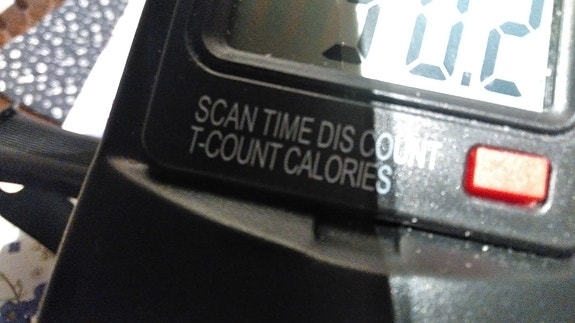 SCAN TIME DIS COUNT
T-COUNT CALORIES